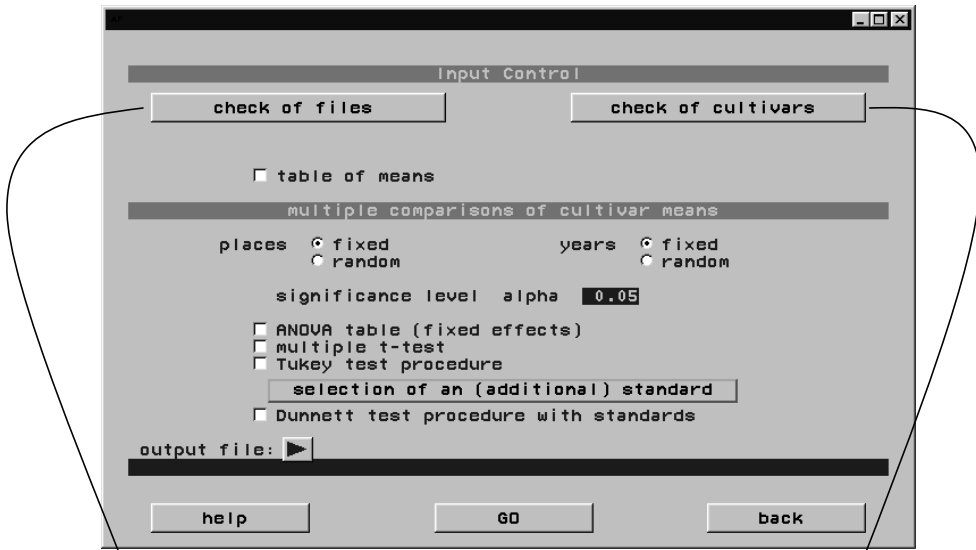 Input Control
check of files check of cultivars
table of means
multiple comparisons of cultivar means
places fixed years fixed
random random
significance level alpha 0.05
ANOVA table (fixed effects)
multiple t-test
Tukey test procedure
selection of an (additional) standard
Dunnett test procedure with standards
output file:
help GO back